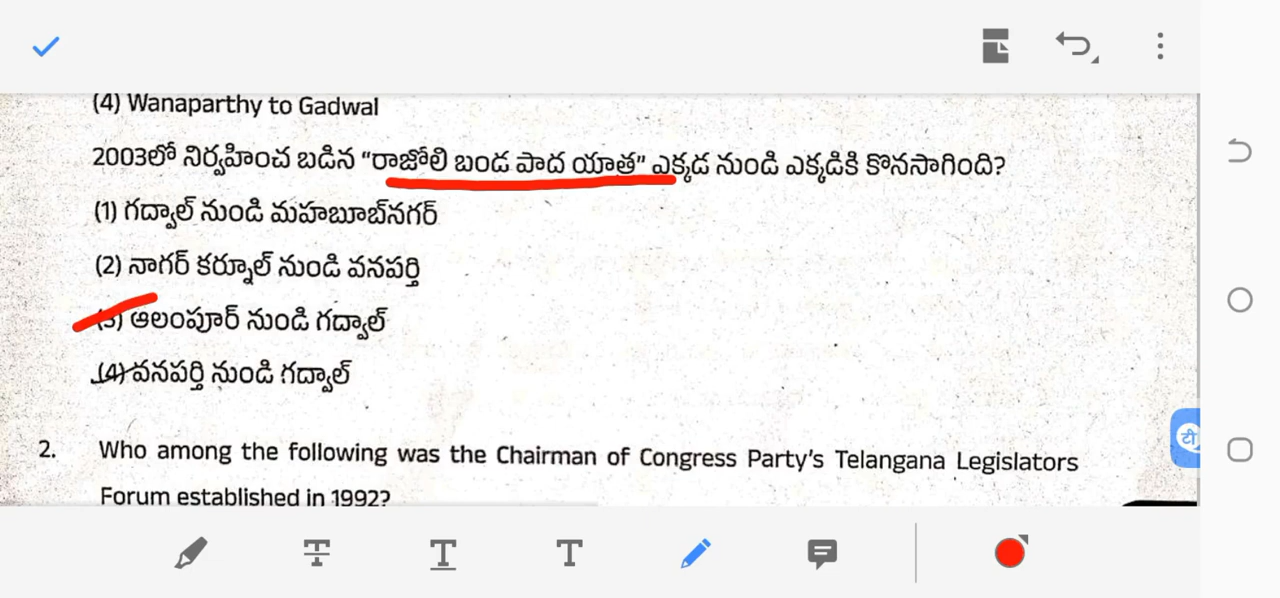 (4) Wanaparthy to Gadwal
2003లో నిర్వహించ బడిన “రాజోలి బండ పాద యాత్ర” ఎక్కడ నుండి ఎక్కడికి కొనసాగింది?
(1) గద్వాల్ నుండి మహబూబ్‌నగర్
(2) నాగర్ కర్నూల్ నుండి వనపర్తి
(3) ఆలంపూర్ నుండి గద్వాల్
(4) వనపర్తి నుండి గద్వాల్
2. Who among the following was the Chairman of Congress Party's Telangana Legislators
Forum established in 1992?
टी
T T T